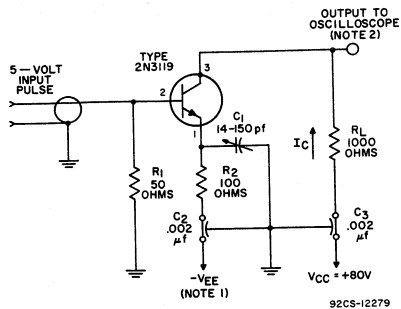 OUTPUT TO
OSCILLOSCOPE
(NOTE 2)
TYPE
2N3119
5-VOLT
INPUT
PULSE
3
2
1
C1
14-150 pf
IC
RL
1000
OHMS
R1
50
OHMS
R2
100
OHMS
C2
.002
μf
C3
.002
μf
-VEE
(NOTE 1)
VCC = +80V
92CS-12279